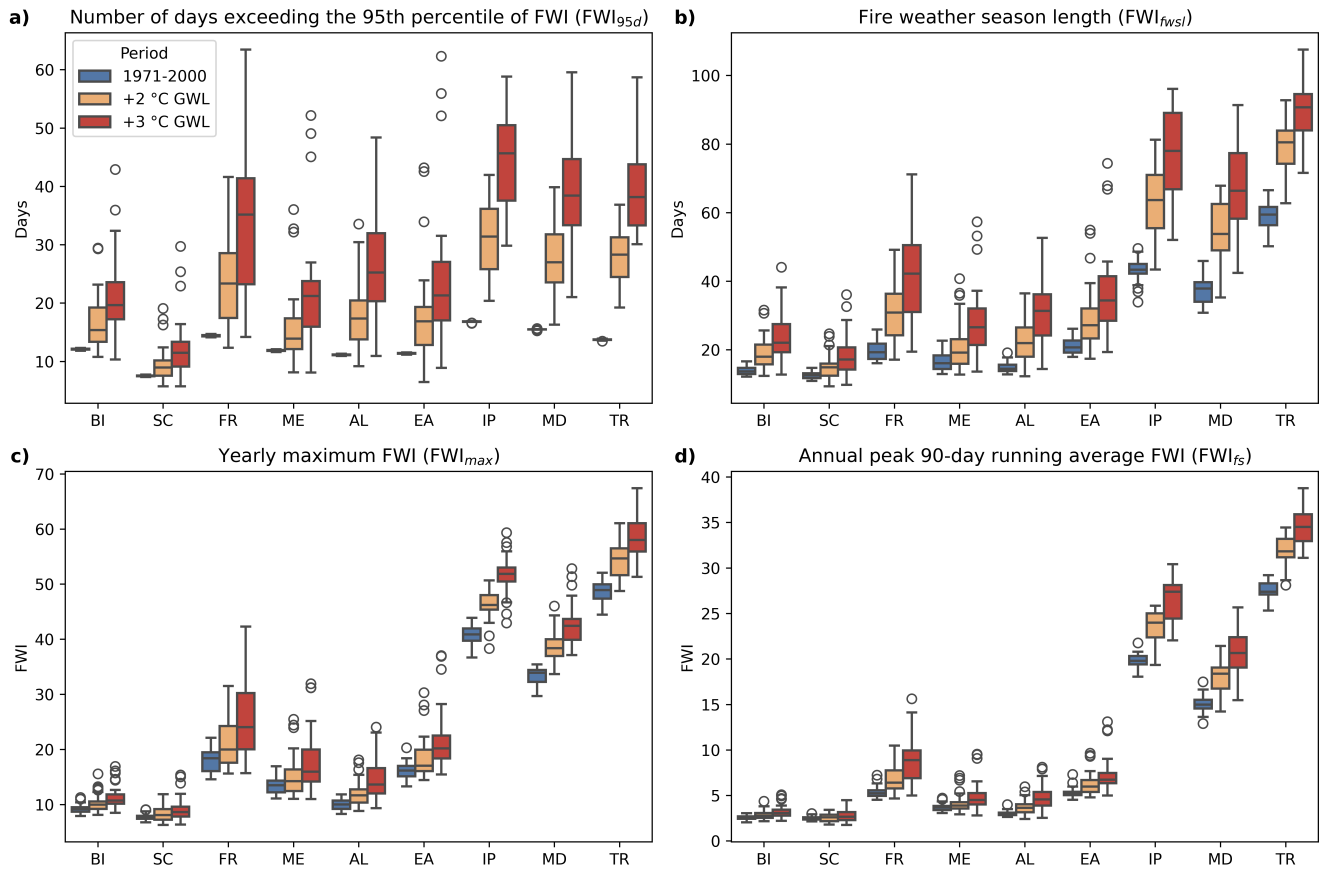 a) Number of days exceeding the 95th percentile of FWI (FWI95d)
Days
60
50
40
30
20
10
Period
1971-2000
+2 °C GWL
+3 °C GWL
BI SC FR ME AL EA IP MD TR
b) Fire weather season length (FWIfwsl)
Days
100
80
60
40
20
BI SC FR ME AL EA IP MD TR
c) Yearly maximum FWI (FWImax)
FWI
70
60
50
40
30
20
10
BI SC FR ME AL EA IP MD TR
d) Annual peak 90-day running average FWI (FWIfs)
FWI
40
35
30
25
20
15
10
5
0
BI SC FR ME AL EA IP MD TR